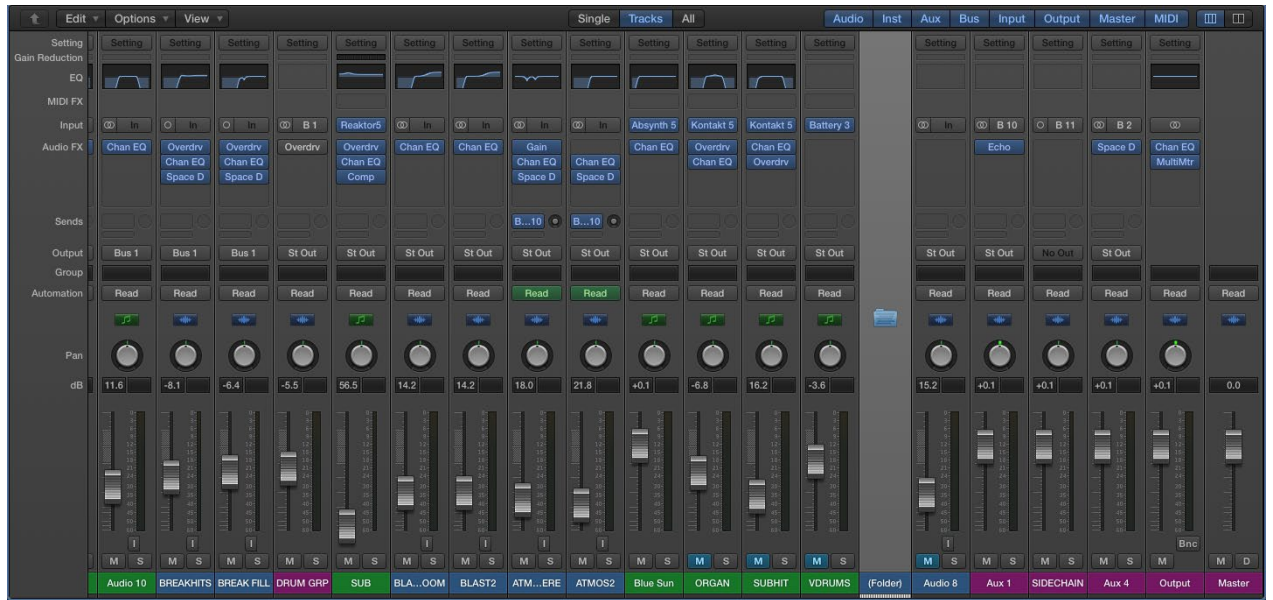 Edit Options View Single Tracks All Audio Inst Aux Bus Input Output Master MIDI
Setting Setting Setting Setting Setting Setting Setting Setting Setting Setting Setting Setting Setting Setting Setting Setting Setting Setting Setting
Gain Reduction
EQ
MIDI FX
Input In In In B 1 Reaktor5 In In In In Absynth 5 Kontakt 5 Kontakt 5 Battery 3 In B 10 B 11 B 2
Audio FX Chan EQ Overdrv Overdrv Overdrv Overdrv Chan EQ Chan EQ Gain Chan EQ Overdrv Chan EQ Echo Space D Chan EQ
Chan EQ Chan EQ Chan EQ Chan EQ Chan EQ Chan EQ Overdrv MultiMtr
Space D Space D Comp Space D Space D
Sends B...10 B...10
Output Bus 1 Bus 1 Bus 1 St Out St Out St Out St Out St Out St Out St Out St Out St Out St Out St Out St Out No Out St Out
Group
Automation Read Read Read Read Read Read Read Read Read Read Read Read Read Read Read Read Read Read Read
Pan
dB 11.6 -8.1 -6.4 -5.5 56.5 14.2 14.2 18.0 21.8 +0.1 -6.8 16.2 -3.6 15.2 +0.1 +0.1 +0.1 +0.1 0.0
I I I I I I I I Bnc
M S M S M S M S M S M S M S M S M S M S M S M S M S M S M S M S M S M M D
Audio 10 BREAKHITS BREAK FILL DRUM GRP SUB BLA...OOM BLAST2 ATM...ERE ATMOS2 Blue Sun ORGAN SUBHIT VDRUMS (Folder) Audio 8 Aux 1 SIDECHAIN Aux 4 Output Master